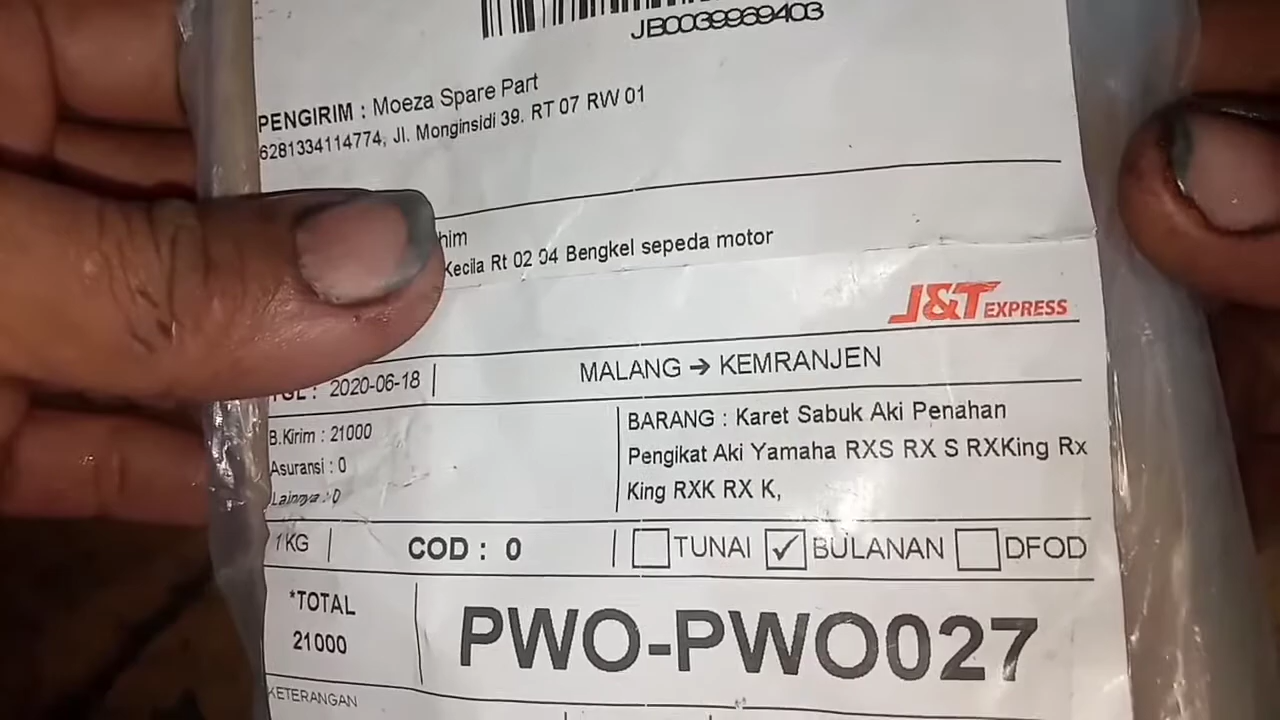 JB0039969403
PENGIRIM : Moeza Spare Part
6281334114774, Jl. Monginsidi 39. RT 07 RW 01
him
Kecila Rt 02 04 Bengkel sepeda motor
J&T EXPRESS
: 2020-06-18
MALANG → KEMRANJEN
B.Kirim : 21000
Asuransi : 0
Lainnya : 0
BARANG : Karet Sabuk Aki Penahan
Pengikat Aki Yamaha RXS RX S RXKing Rx
King RXK RX K,
1 KG
COD : 0
TUNAI ✓ BULANAN DFOD
*TOTAL
21000
PWO-PWO027
KETERANGAN